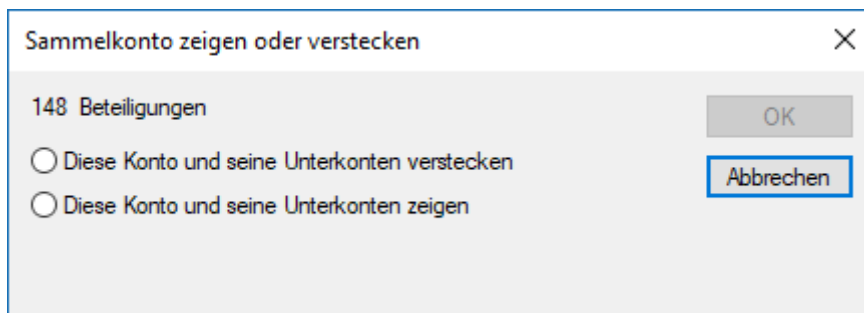 Sammelkonto zeigen oder verstecken
148 Beteiligungen
OK
Diese Konto und seine Unterkonten verstecken
Abbrechen
Diese Konto und seine Unterkonten zeigen